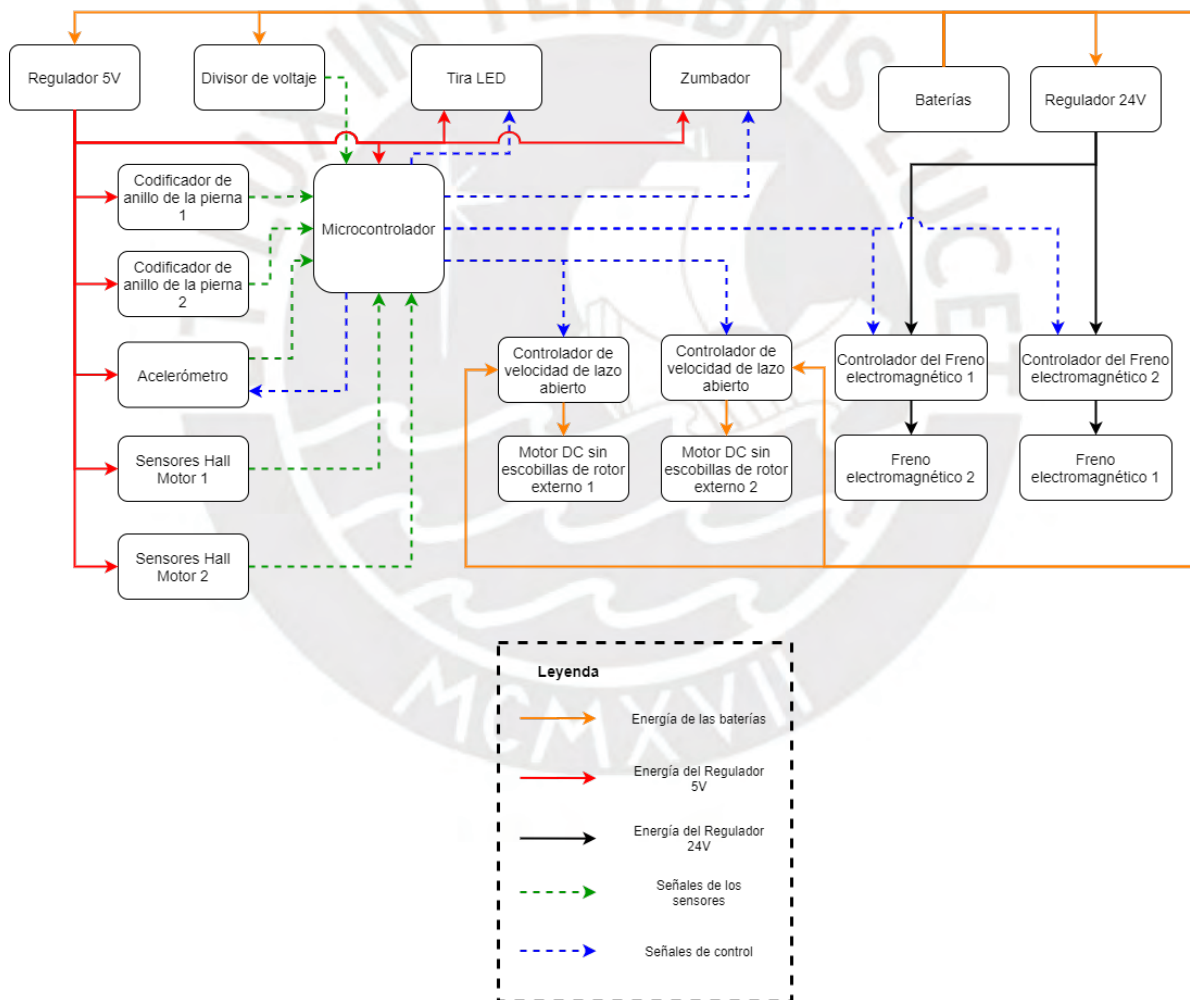 TUX IN TENEBRIS LUCET
Regulador 5V
Divisor de voltaje
Tira LED
Zumbador
Baterías
Regulador 24V
Codificador de
anillo de la pierna
1
Microcontrolador
Codificador de
anillo de la pierna
2
Acelerómetro
Controlador de
velocidad de lazo
abierto
Controlador de
velocidad de lazo
abierto
Controlador del Freno
electromagnético 1
Controlador del Freno
electromagnético 2
Sensores Hall
Motor 1
Motor DC sin
escobillas de rotor
externo 1
Motor DC sin
escobillas de rotor
externo 2
Freno
electromagnético 2
Freno
electromagnético 1
Sensores Hall
Motor 2
MCMXVII
Leyenda
Energía de las baterías
Energía del Regulador
5V
Energía del Regulador
24V
Señales de los
sensores
Señales de control